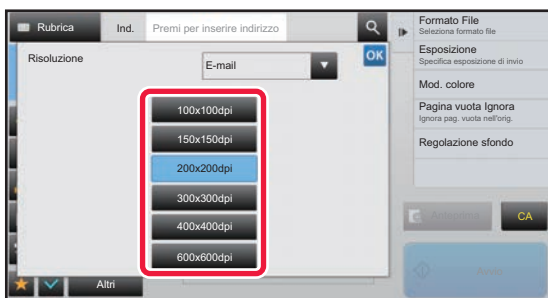 Rubrica
Ind.
Premi per inserire indirizzo
Risoluzione
E-mail
OK
100x100dpi
150x150dpi
200x200dpi
300x300dpi
400x400dpi
600x600dpi
Altri
Formato File
Seleziona formato file
Esposizione
Specifica esposizione di invio
Mod. colore
Pagina vuota Ignora
Ignora pag. vuota nell'orig.
Regolazione sfondo
CA